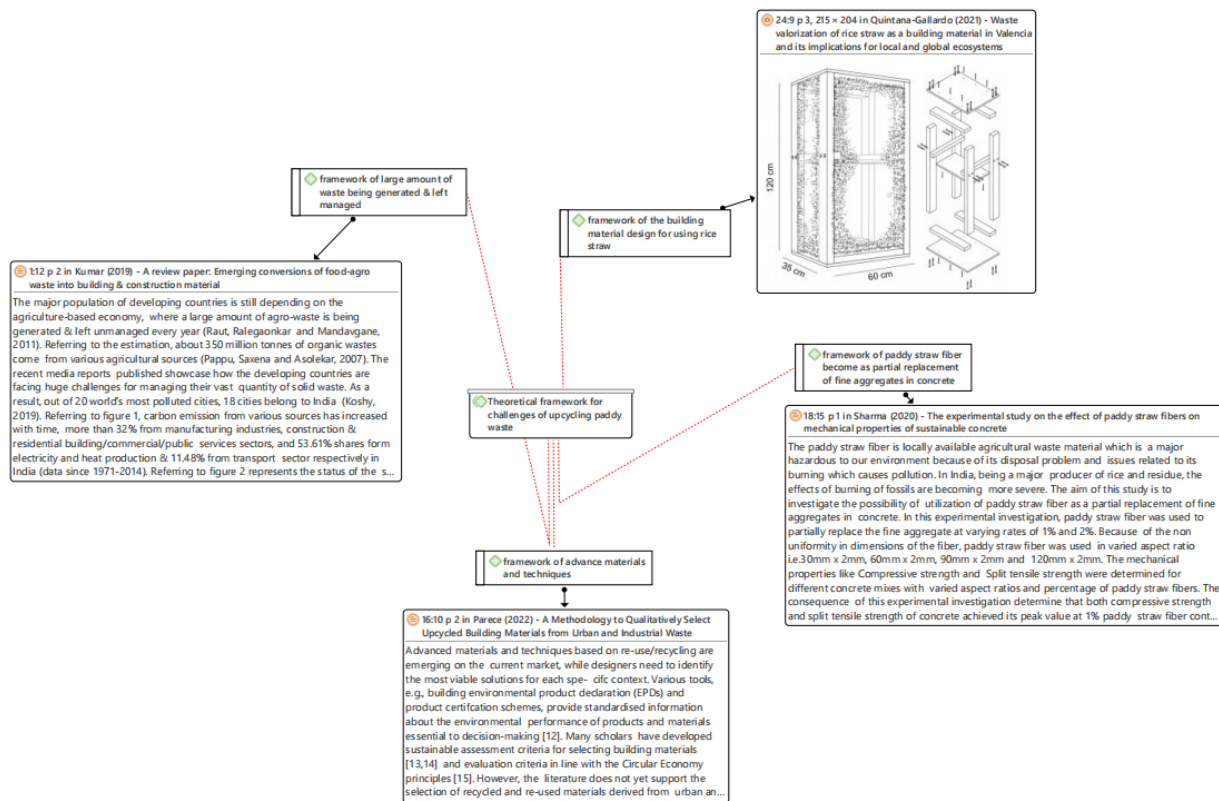 24:9 p 3, 215 × 204 in Quintana-Gallardo (2021) - Waste
valorization of rice straw as a building material in Valencia
and its implications for local and global ecosystems
120 cm
35 cm
60 cm
framework of large amount of
waste being generated & left
managed
framework of the building
material design for using rice
straw
1:12 p 2 in Kumar (2019) - A review paper: Emerging conversions of food-agro
waste into building & construction material
The major population of developing countries is still depending on the
agriculture-based economy, where a large amount of agro-waste is being
generated & left unmanaged every year (Raut, Ralegaonkar and Mandavgane,
2011). Referring to the estimation, about 350 million tonnes of organic wastes
come from various agricultural sources (Pappu, Saxena and Asolekar, 2007). The
recent media reports published showcase how the developing countries are
facing huge challenges for managing their vast quantity of solid waste. As a
result, out of 20 world's most polluted cities, 18 cities belong to India (Koshy,
2019). Referring to figure 1, carbon emission from various sources has increased
with time, more than 32% from manufacturing industries, construction &
residential building/commercial/public services sectors, and 53.61% shares form
electricity and heat production & 11.48% from transport sector respectively in
India (data since 1971-2014). Referring to figure 2 represents the status of the s...
framework of paddy straw fiber
become as partial replacement
of fine aggregates in concrete
Theoretical framework for
challenges of upcycling paddy
waste
18:15 p 1 in Sharma (2020) - The experimental study on the effect of paddy straw fibers on
mechanical properties of sustainable concrete
The paddy straw fiber is locally available agricultural waste material which is a major
hazardous to our environment because of its disposal problem and issues related to its
burning which causes pollution. In India, being a major producer of rice and residue, the
effects of burning of fossils are becoming more severe. The aim of this study is to
investigate the possibility of utilization of paddy straw fiber as a partial replacement of fine
aggregates in concrete. In this experimental investigation, paddy straw fiber was used to
partially replace the fine aggregate at varying rates of 1% and 2%. Because of the non
uniformity in dimensions of the fiber, paddy straw fiber was used in varied aspect ratio
i.e.30mm x 2mm, 60mm x 2mm, 90mm x 2mm and 120mm x 2mm. The mechanical
properties like Compressive strength and Split tensile strength were determined for
different concrete mixes with varied aspect ratios and percentage of paddy straw fibers. The
consequence of this experimental investigation determine that both compressive strength
and split tensile strength of concrete achieved its peak value at 1% paddy straw fiber cont...
framework of advance materials
and techniques
16:10 p 2 in Parece (2022) - A Methodology to Qualitatively Select
Upcycled Building Materials from Urban and Industrial Waste
Advanced materials and techniques based on re-use/recycling are
emerging on the current market, while designers need to identify
the most viable solutions for each spe- cifc context. Various tools,
e.g., building environmental product declaration (EPDs) and
product certifcation schemes, provide standardised information
about the environmental performance of products and materials
essential to decision-making [12]. Many scholars have developed
sustainable assessment criteria for selecting building materials
[13,14] and evaluation criteria in line with the Circular Economy
principles [15]. However, the literature does not yet support the
selection of recycled and re-used materials derived from urban an...